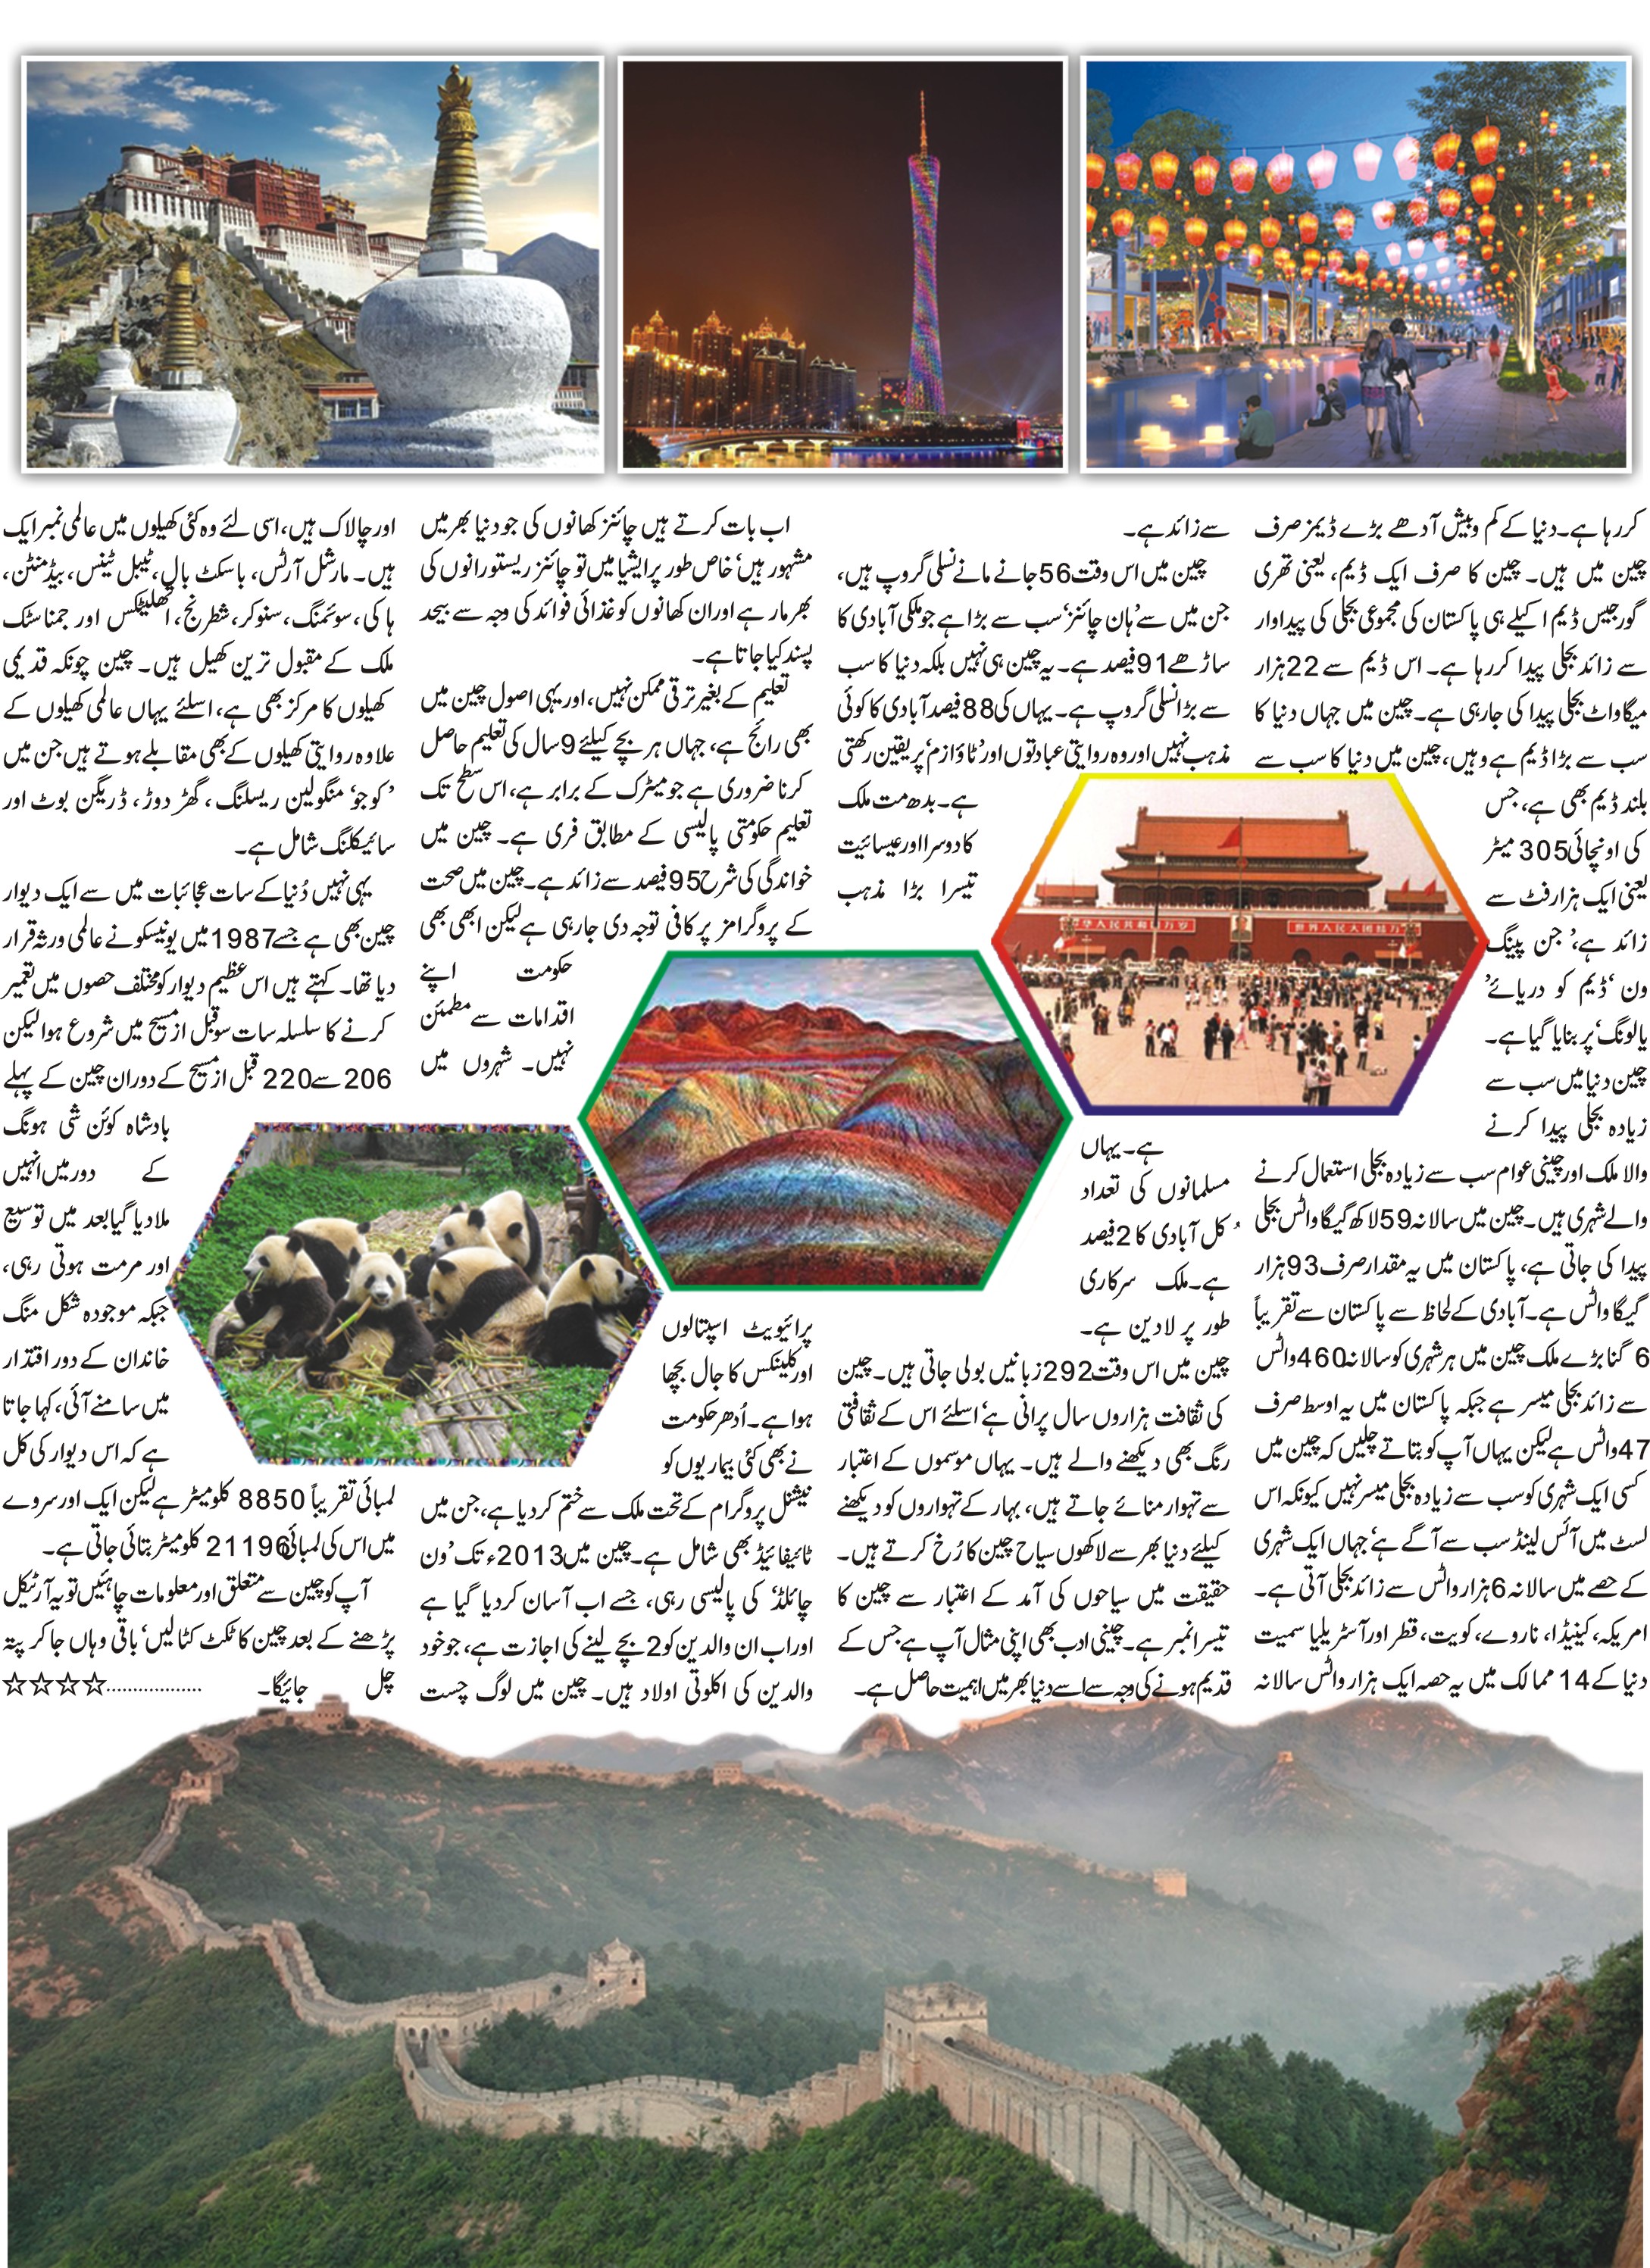 کررہا ہے۔دنیا کے کم وبیش آدھے بڑے ڈیمز صرف
چین میں ہیں۔ چین کا صرف ایک ڈیم، یعنی تھری
گورجیس ڈیم اکیلے ہی پاکستان کی مجموعی بجلی کی پیداوار
سے زائد بجلی پیدا کررہا ہے۔ اس ڈیم سے 22ہزار
میگاواٹ بجلی پیدا کی جارہی ہے۔چین میں جہاں دنیا کا
سب سے بڑا ڈیم ہے وہیں، چین میں دنیا کا سب سے
بلند ڈیم بھی ہے، جس
کی اونچائی305 میٹر
یعنی ایک ہزار فٹ سے
زائد ہے،’ جن پینگ
ون ‘ڈیم کو دریائے’
یالونگ‘ پر بنایا گیا ہے۔
چین دنیا میں سب سے
زیادہ بجلی پیدا کرنے
والا ملک اور چینی عوام سب سے زیادہ بجلی استعمال کرنے
والے شہری ہیں۔چین میں سالانہ 59لاکھ گیگا واٹس بجلی
پیدا کی جاتی ہے، پاکستان میں یہ مقدار صرف 93ہزار
گیگا واٹس ہے۔آبادی کے لحاظ سے پاکستان سے تقریباً
6 گنا بڑے ملک چین میں ہر شہری کو سالانہ 460واٹس
سے زائد بجلی میسر ہے جبکہ پاکستان میں یہ اوسط صرف
47واٹس ہے لیکن یہاں آپ کو بتاتے چلیں کہ چین میں
کسی ایک شہری کو سب سے زیادہ بجلی میسر نہیں کیونکہ اس
لسٹ میں آئس لینڈ سب سے آگے ہے‘ جہاں ایک شہری
کے حصے میں سالانہ 6ہزار واٹس سے زائد بجلی آتی ہے۔
امریکہ، کینیڈا، ناروے، کویت، قطر اور آسٹریلیا سمیت
دنیا کے 14 ممالک میں یہ حصہ ایک ہزار واٹس سالانہ
سے زائد ہے۔
چین میں اس وقت 56جانے مانے نسلی گروپ ہیں،
جن میں سے ’ہان چائنز‘ سب سے بڑا ہے جو ملکی آبادی کا
ساڑھے 91فیصد ہے۔ یہ چین ہی نہیں بلکہ دنیا کا سب
سے بڑا نسلی گروپ ہے۔ یہاں کی 88فیصد آبادی کا کوئی
مذہب نہیں اور وہ روایتی عبادتوں اور ’ٹاؤ ازم‘ پر یقین رکھتی
ہے۔ بدھ مت ملک
کا دوسرا اور عیسائیت
تیسرا بڑا مذہب
ہے۔ یہاں
مسلمانوں کی تعداد
کل آبادی کا 2فیصد
ہے۔ملک سرکاری
طور پر لادین ہے۔
چین میں اس وقت 292زبانیں بولی جاتی ہیں۔ چین
کی ثقافت ہزاروں سال پرانی ہے‘ اسلئے اس کے ثقافتی
رنگ بھی دیکھنے والے ہیں۔ یہاں موسموں کے اعتبار
سے تہوار منائے جاتے ہیں، بہار کے تہواروں کو دیکھنے
کیلئے دنیا بھر سے لاکھوں سیاح چین کا رُخ کرتے ہیں۔
حقیقت میں سیاحوں کی آمد کے اعتبار سے چین کا
تیسرا نمبر ہے۔ چینی ادب بھی اپنی مثال آپ ہے جس کے
قدیم ہونے کی وجہ سے اسے دنیا بھر میں اہمیت حاصل ہے۔
اب بات کرتے ہیں چائنز کھانوں کی جو دنیا بھر میں
مشہور ہیں‘ خاص طور پر ایشیا میں تو چائنز ریستورانوں کی
بھرمار ہے اور ان کھانوں کو غذائی فوائد کی وجہ سے بیحد
پسند کیا جاتا ہے۔
تعلیم کے بغیر ترقی ممکن نہیں، اور یہی اصول چین میں
بھی رائج ہے، جہاں ہر بچے کیلئے 9سال کی تعلیم حاصل
کرنا ضروری ہے جو میٹرک کے برابر ہے، اس سطح تک
تعلیم حکومتی پالیسی کے مطابق فری ہے۔ چین میں
خواندگی کی شرح 95فیصد سے زائد ہے۔ چین میں صحت
کے پروگرامز پر کافی توجہ دی جارہی ہے لیکن ابھی بھی
حکومت اپنے
اقدامات سے مطمئن
نہیں۔ شہروں میں
پرائیویٹ اسپتالوں
اور کلینکس کا جال بچھا
ہوا ہے۔ اُدھر حکومت
نے بھی کئی بیماریوں کو
نیشنل پروگرام کے تحت ملک سے ختم کردیا ہے، جن میں
ٹائیفائیڈ بھی شامل ہے۔ چین میں 2013ء تک ’ون
چائلڈ‘ کی پالیسی رہی، جسے اب آسان کردیا گیا ہے
اور اب ان والدین کو 2 بچے لینے کی اجازت ہے، جو خود
والدین کی اکلوتی اولاد ہیں۔ چین میں لوگ چست
اور چالاک ہیں، اسی لئے وہ کئی کھیلوں میں عالمی نمبر ایک
ہیں۔ مارشل آرٹس، باسکٹ بال، ٹیبل ٹینس، بیڈمنٹن،
ہاکی، سوئمنگ، سنوکر، شطرنج، اتھلیٹکس اور جمناسٹک
ملک کے مقبول ترین کھیل ہیں۔ چین چونکہ قدیمی
کھیلوں کا مرکز بھی ہے، اسلئے یہاں عالمی کھیلوں کے
علاوہ روایتی کھیلوں کے بھی مقابلے ہوتے ہیں جن میں
’کوجو‘ منگولین ریسلنگ، گھڑ دوڑ، ڈریگن بوٹ اور
سائیکلنگ شامل ہے۔
یہی نہیں دُنیا کے سات عجائبات میں سے ایک دیوار
چین بھی ہے جسے 1987 میں یونیسکو نے عالمی ورثہ قرار
دیا تھا۔ کہتے ہیں اس عظیم دیوار کو مختلف حصوں میں تعمیر
کرنے کا سلسلہ سات سو قبل از مسیح میں شروع ہوا لیکن
206 سے 220 قبل از مسیح کے دوران چین کے پہلے
بادشاہ کوئن شی ہونگ
کے دور میں انہیں
ملا دیا گیا بعد میں توسیع
اور مرمت ہوتی رہی،
جبکہ موجودہ شکل منگ
خاندان کے دور اقتدار
میں سامنے آئی، کہا جاتا
ہے کہ اس دیوار کی کل
لمبائی تقریباً 8850 کلومیٹر ہے لیکن ایک اور سروے
میں اس کی لمبائی 21196 کلومیٹر بتائی جاتی ہے۔
آپ کو چین سے متعلق اور معلومات چاہئیں تو یہ آرٹیکل
پڑھنے کے بعد چین کا ٹکٹ کٹالیں‘ باقی وہاں جاکر پتہ
چل جائیگا۔ ................☆☆☆☆